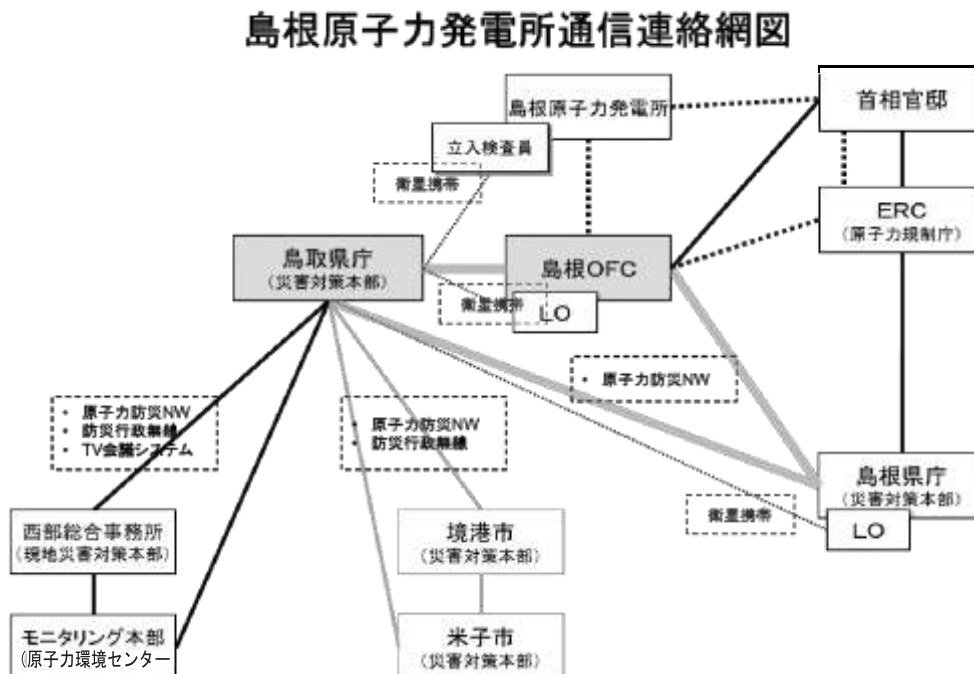 島根原子力発電所通信連絡網図
島根原子力発電所
首相官邸
立入検査員
衛星携帯
ERC
(原子力規制庁)
鳥取県庁
(災害対策本部)
島根OFC
衛星携帯
LO
・ 原子力防災NW
・ 原子力防災NW
・ 防災行政無線
・ TV会議システム
・ 原子力防災NW
・ 防災行政無線
島根県庁
(災害対策本部)
LO
衛星携帯
西部総合事務所
(現地災害対策本部)
境港市
(災害対策本部)
モニタリング本部
(原子力環境センター
米子市
(災害対策本部)